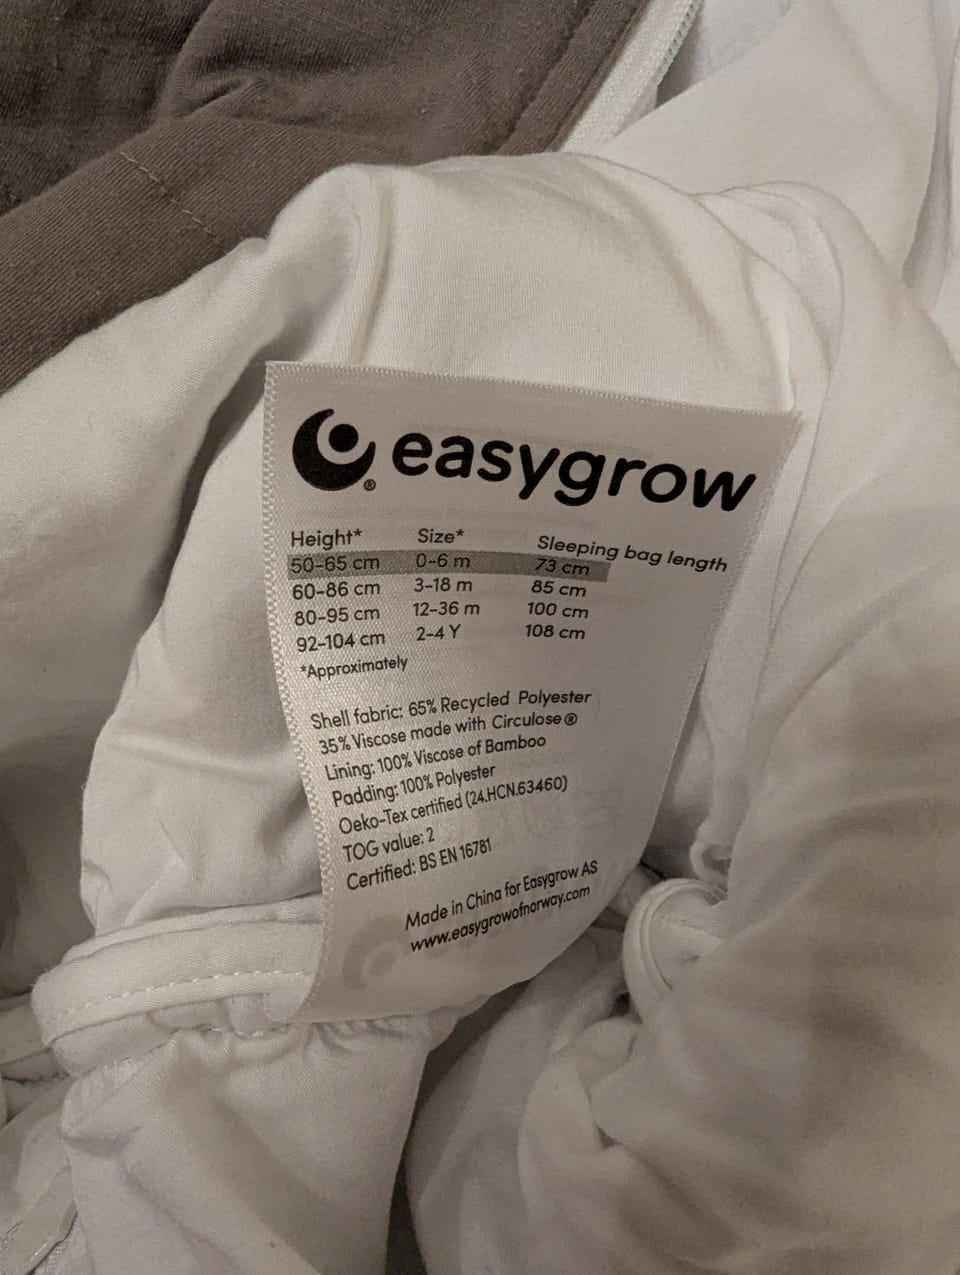 easygrow®
Height* Size* Sleeping bag length
50-65 cm 0-6 m 73 cm
60-86 cm 3-18 m 85 cm
80-95 cm 12-36 m 100 cm
92-104 cm 2-4 Y 108 cm
*Approximately
Shell fabric: 65% Recycled Polyester
35% Viscose made with Circulose®
Lining: 100% Viscose of Bamboo
Padding: 100% Polyester
Oeko-Tex certified (24.HCN.63460)
TOG value: 2
Certified: BS EN 16781
Made in China for Easygrow AS
www.easygrowofnorway.com